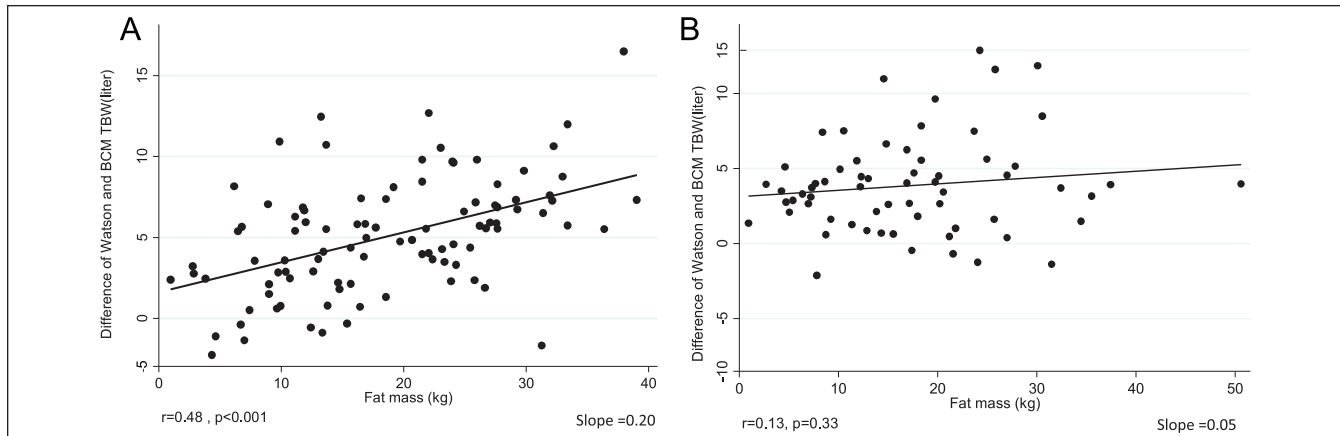 A
Difference of Watson and BCM TBW(liter)
15
10
5
0
-5
0 10 20 30 40
Fat mass (kg)
r=0.48 , p<0.001 Slope =0.20
B
Difference of Watson and BCM TBW(liter)
15
10
5
0
-5
-10
0 10 20 30 40 50
Fat mass (kg)
r=0.13, p=0.33 Slope =0.05